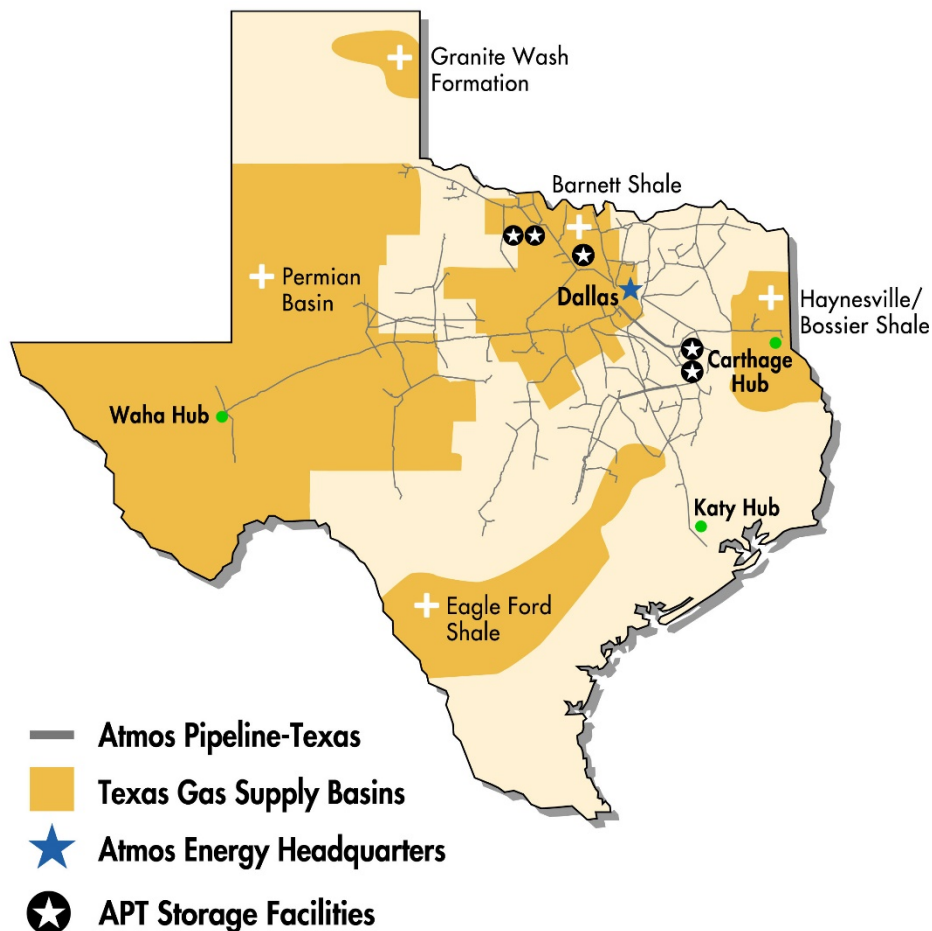 Granite Wash
Formation
Barnett Shale
Permian
Basin
Dallas
Haynesville/
Bossier Shale
Carthage
Hub
Waha Hub
Katy Hub
Eagle Ford
Shale
Atmos Pipeline-Texas
Texas Gas Supply Basins
Atmos Energy Headquarters
APT Storage Facilities